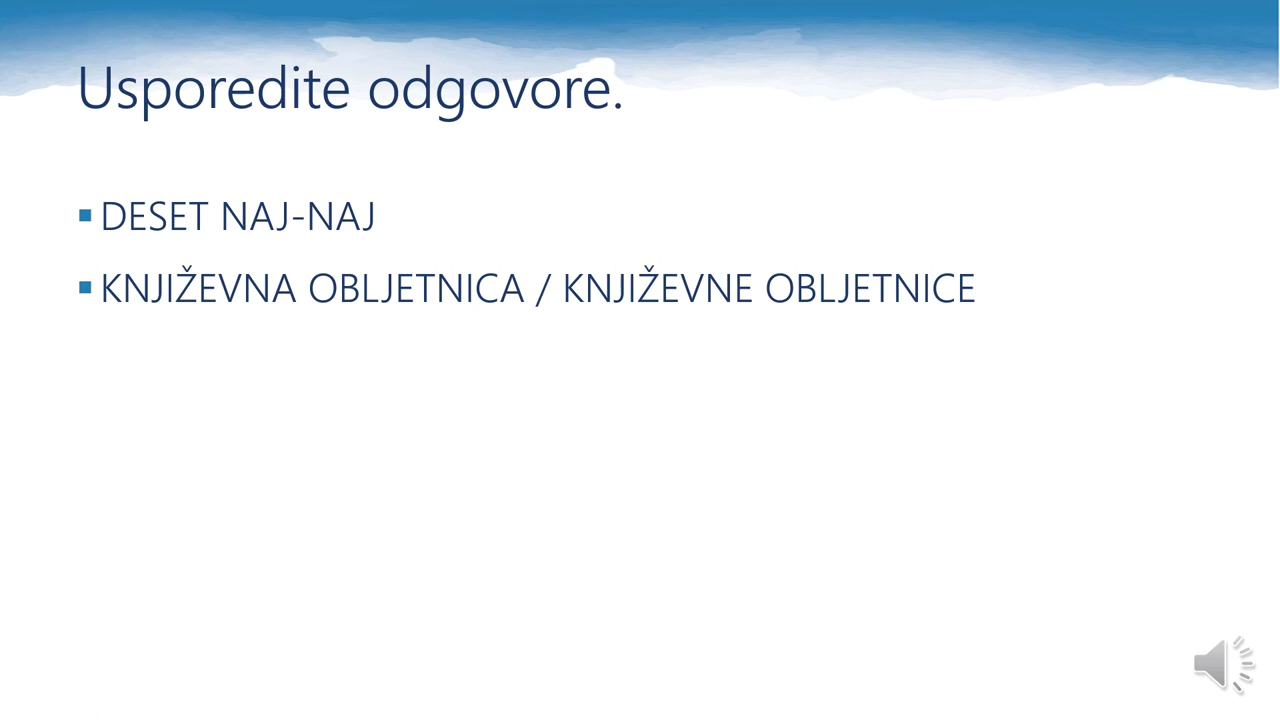 Usporedite odgovore.
DESET NAJ-NAJ
KNJIŽEVNA OBLJETNICA / KNJIŽEVNE OBLJETNICE